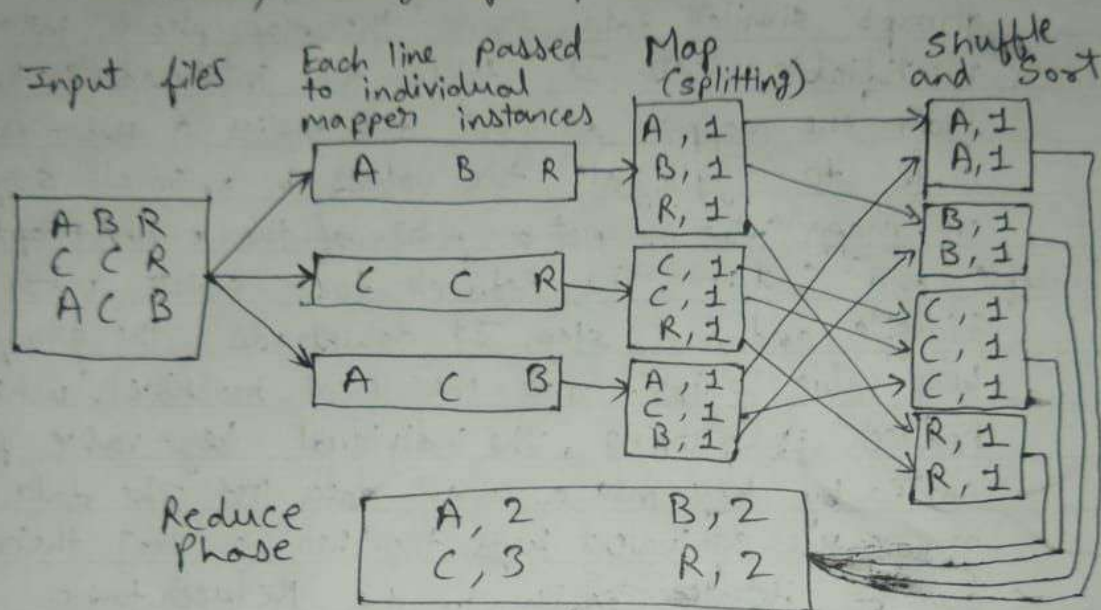 Input files
Each line passed
to individual
mapper instances
Map
(splitting)
shuffle
and Sort
A B R
C C R
A C B
A B R
C C R
A C B
A, 1
B, 1
R, 1
C, 1
C, 1
R, 1
A, 1
C, 1
B, 1
A, 1
A, 1
B, 1
B, 1
C, 1
C, 1
C, 1
R, 1
R, 1
Reduce
Phase
A, 2 B, 2
C, 3 R, 2